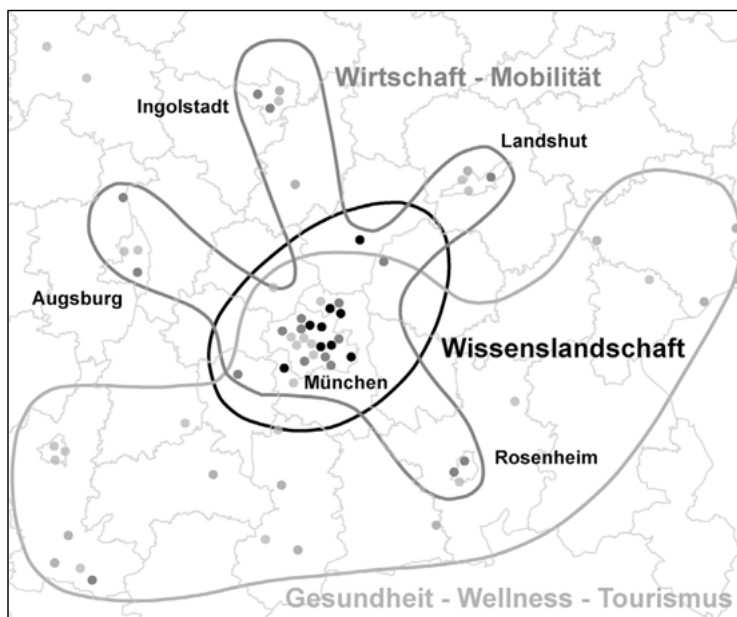 Wirtschaft - Mobilität
Ingolstadt
Landshut
Augsburg
Wissenslandschaft
München
Rosenheim
Gesundheit - Wellness - Tourismus